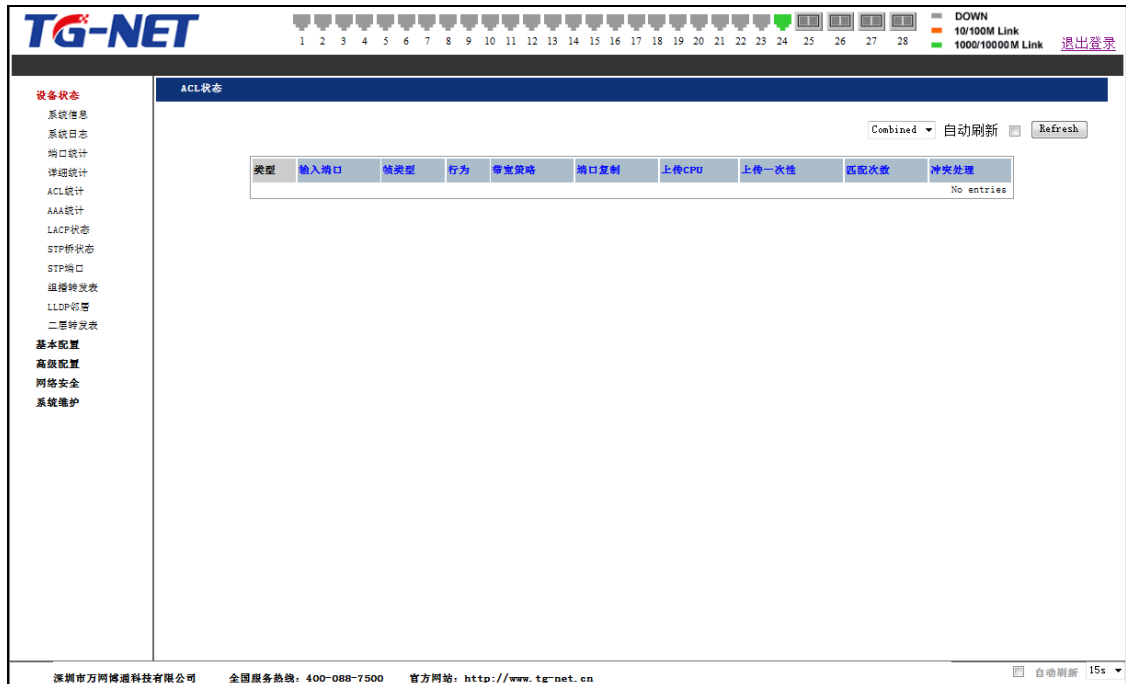 TG-NET
1 2 3 4 5 6 7 8 9 10 11 12 13 14 15 16 17 18 19 20 21 22 23 24 25 26 27 28
DOWN
10/100M Link
1000/10000M Link
退出登录
设备状态
系统信息
系统日志
端口统计
详细统计
ACL统计
AAA统计
LACP状态
STP桥状态
STP端口
组播转发表
LLDP邻居
二层转发表
基本配置
高级配置
网络安全
系统维护
ACL状态
Combined 自动刷新 Refresh
类型 输入端口 帧类型 行为 带宽策略 端口复制 上传CPU 上传一次性 匹配次数 冲突处理
No entries
深圳市万网博通科技有限公司 全国服务热线: 400-088-7500 官方网站: http://www.tg-net.cn
自动刷新 15s